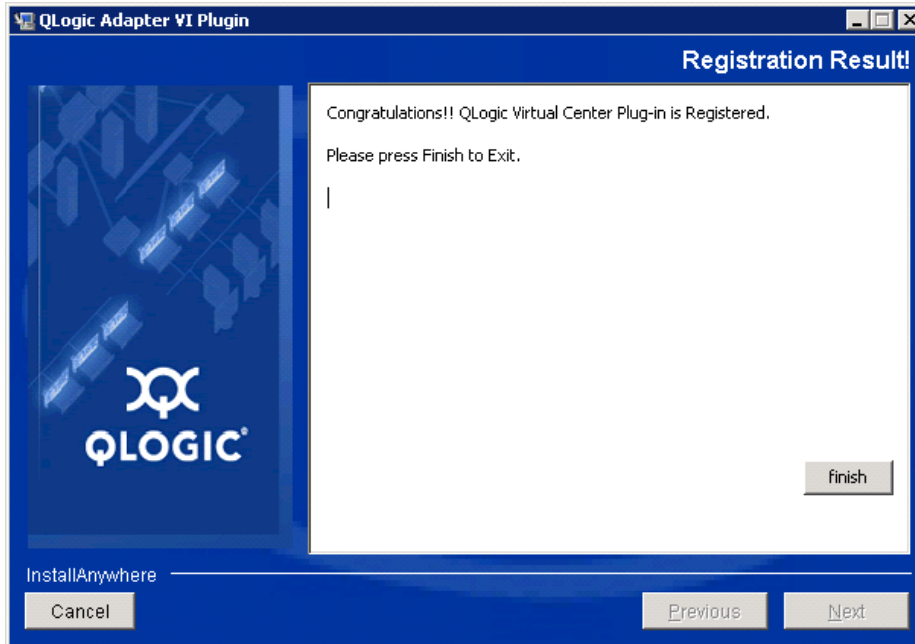 QLogic Adapter VI Plugin
Registration Result!
Congratulations!! QLogic Virtual Center Plug-in is Registered.
Please press Finish to Exit.
QLOGIC®
finish
InstallAnywhere
Cancel
Previous
Next